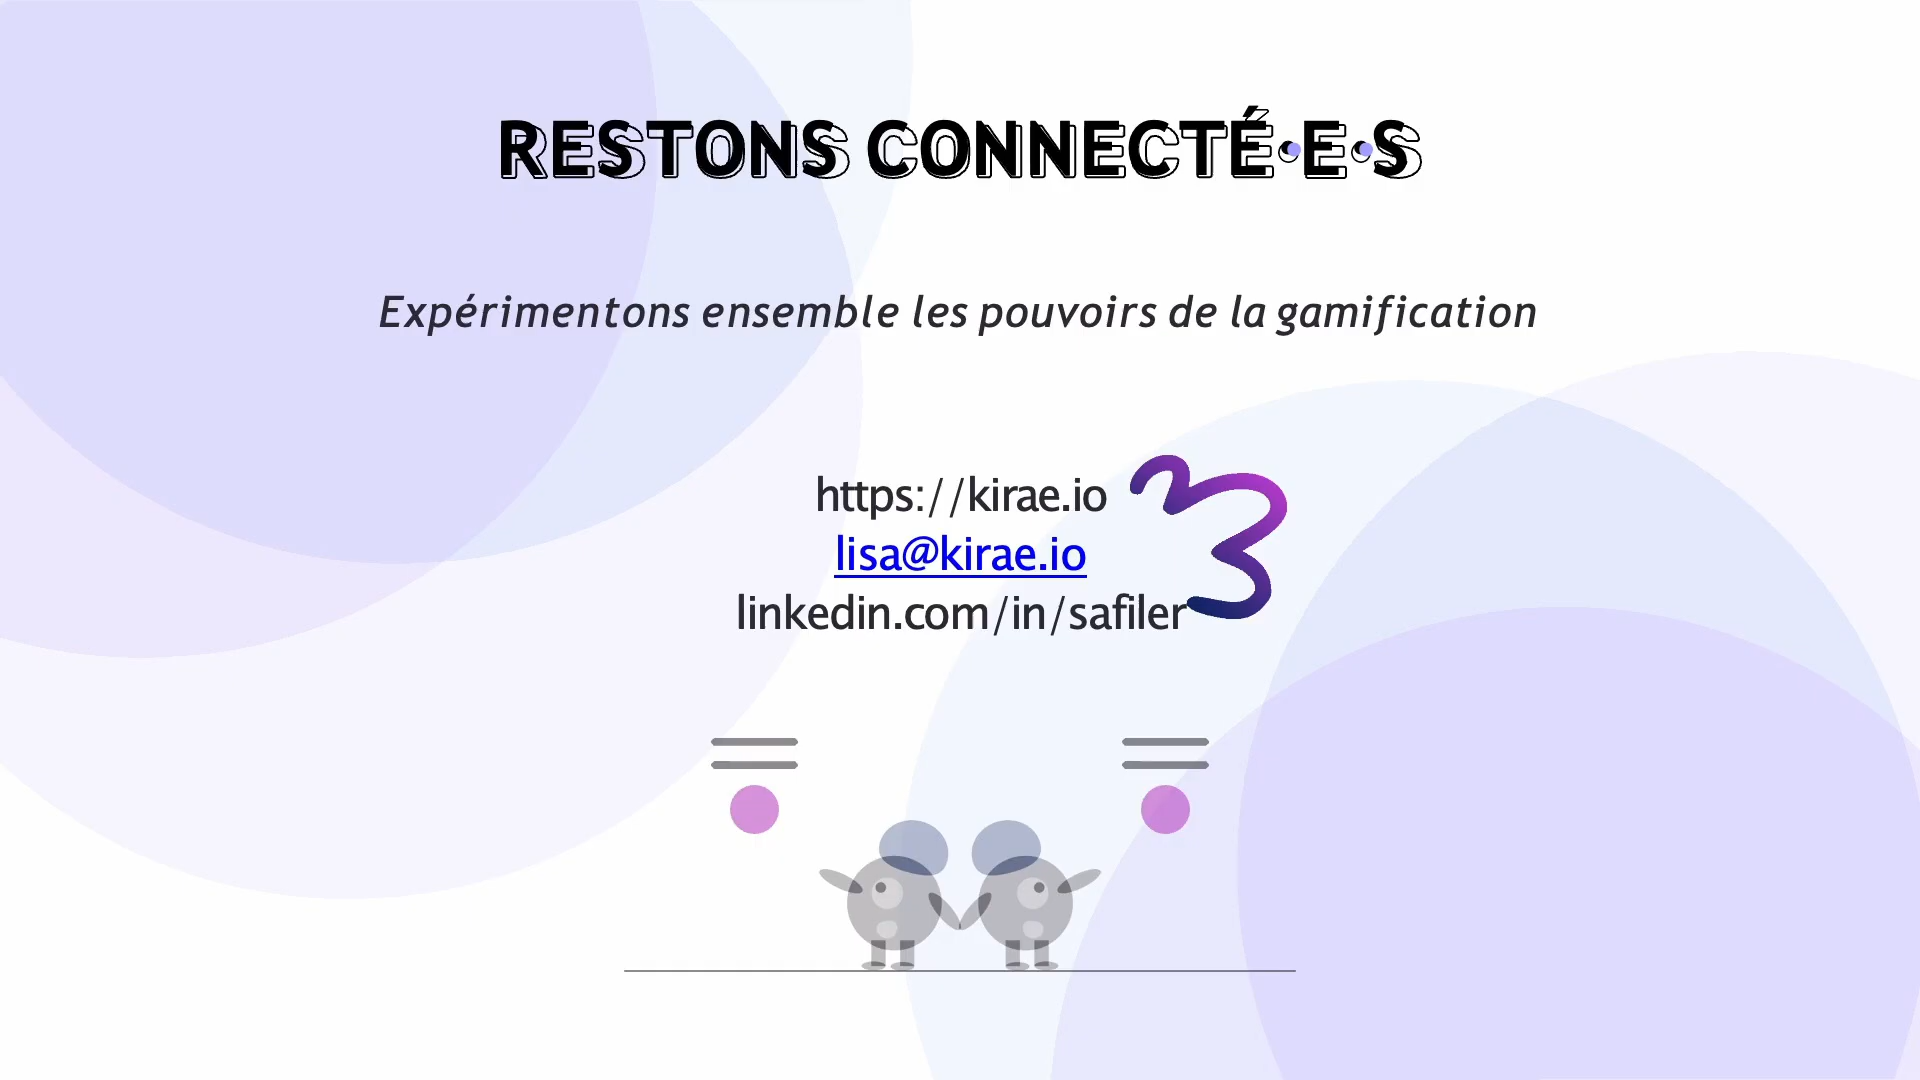 RESTONS CONNECTÉ•E•S
Expérimentons ensemble les pouvoirs de la gamification
https://kirae.io
lisa@kirae.io
linkedin.com/in/safiler